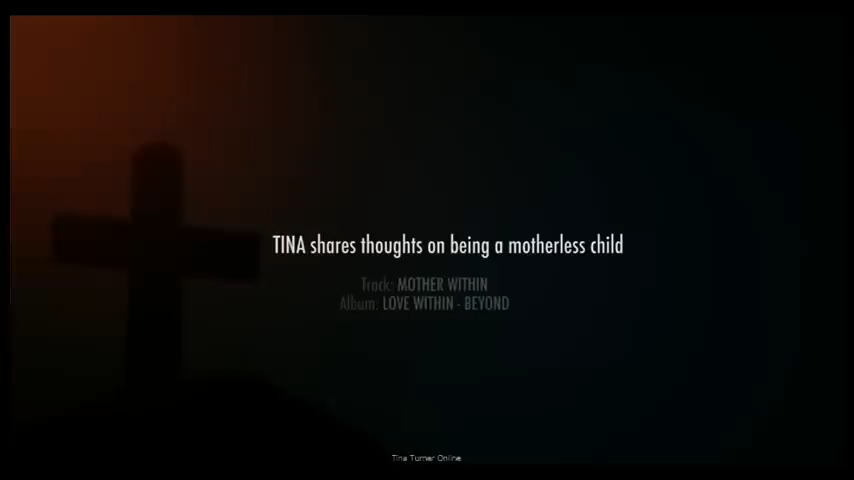 TINA shares thoughts on being a motherless child
Track: MOTHER WITHIN
Album: LOVE WITHIN - BEYOND
Tina Turner Online